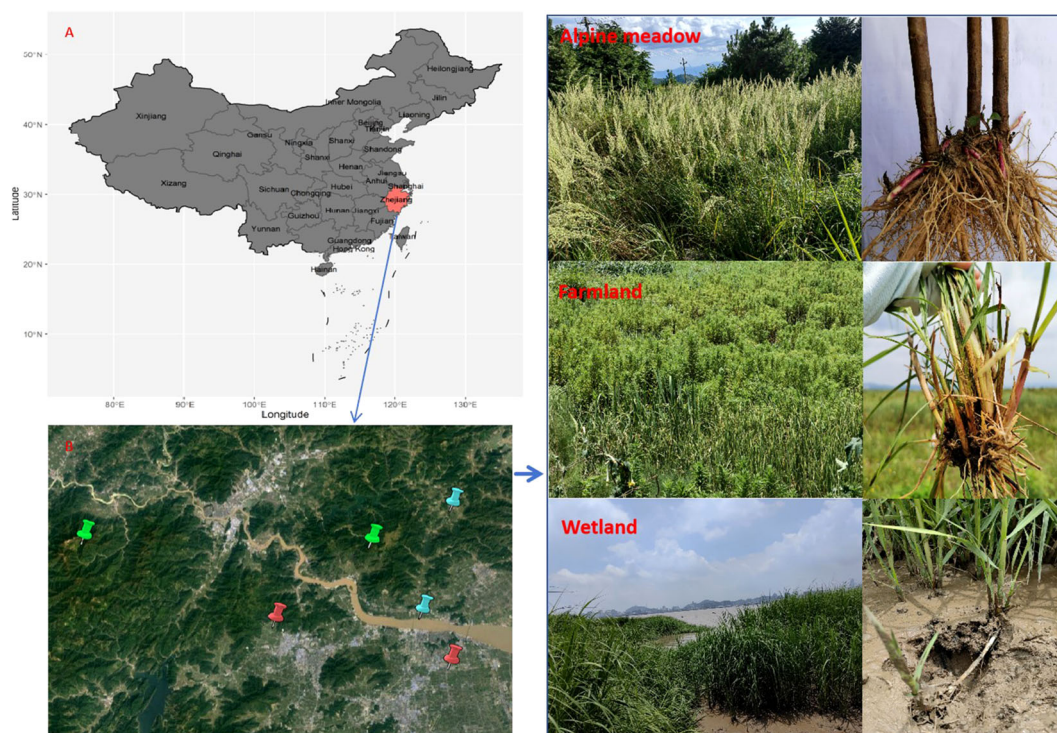 A
50°N
40°N
30°N
20°N
10°N
Latitude
Heilongjiang
Jilin
Inner Mongolia
Liaoning
Xinjiang
Beijing
Gansu
Ningxia
Shanxi
Shandong
Qinghai
Shanxi
Henan
Jiangsu
Anhui
Shanghai
Xizang
Sichuan
Hubei
Chongqing
Zhejiang
Hunan
Jiangxi
Guizhou
Fujian
Yunnan
Taiwan
Guangdong
Hong Kong
Hainan
80°E 90°E 100°E 110°E 120°E 130°E
Longitude
B
Alpine meadow
Farmland
Wetland